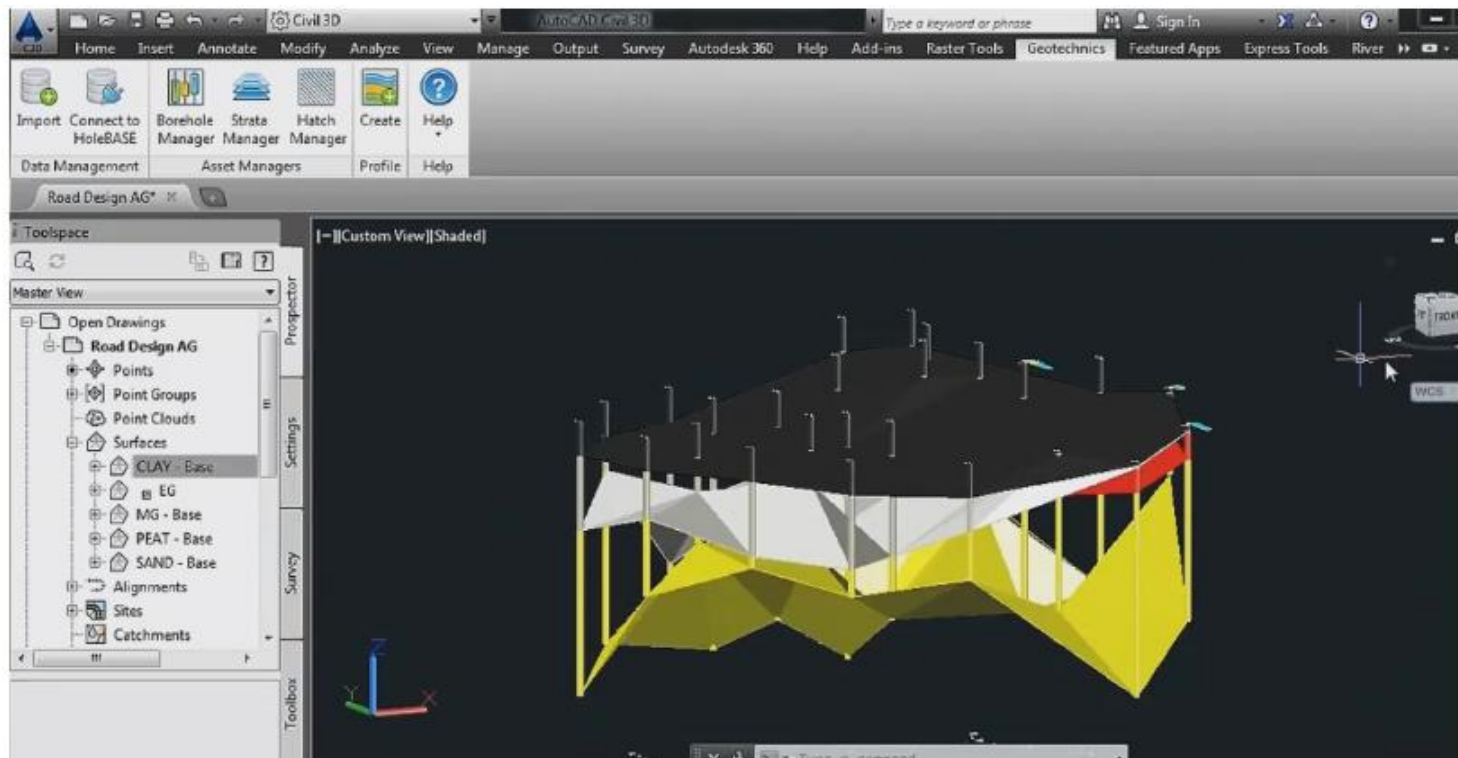 Civil 3D
AutoCAD Civil 3D
Type a keyword or phrase
Sign In
C3D
Home Insert Annotate Modify Analyze View Manage Output Survey Autodesk 360 Help Add-ins Raster Tools Geotechnics Featured Apps Express Tools River
Import
Connect to HoleBASE
Borehole Manager
Strata Manager
Hatch Manager
Create
Help
Data Management
Asset Managers
Profile
Help
Road Design AG*
Toolspace
[-][Custom View][Shaded]
Master View
Prospector
Open Drawings
Road Design AG
Points
Point Groups
Point Clouds
Surfaces
Settings
CLAY - Base
EG
MG - Base
PEAT - Base
SAND - Base
Survey
Alignments
Sites
Catchments
Toolbox
FRONT
WCS
Z
Y
X
Type a command